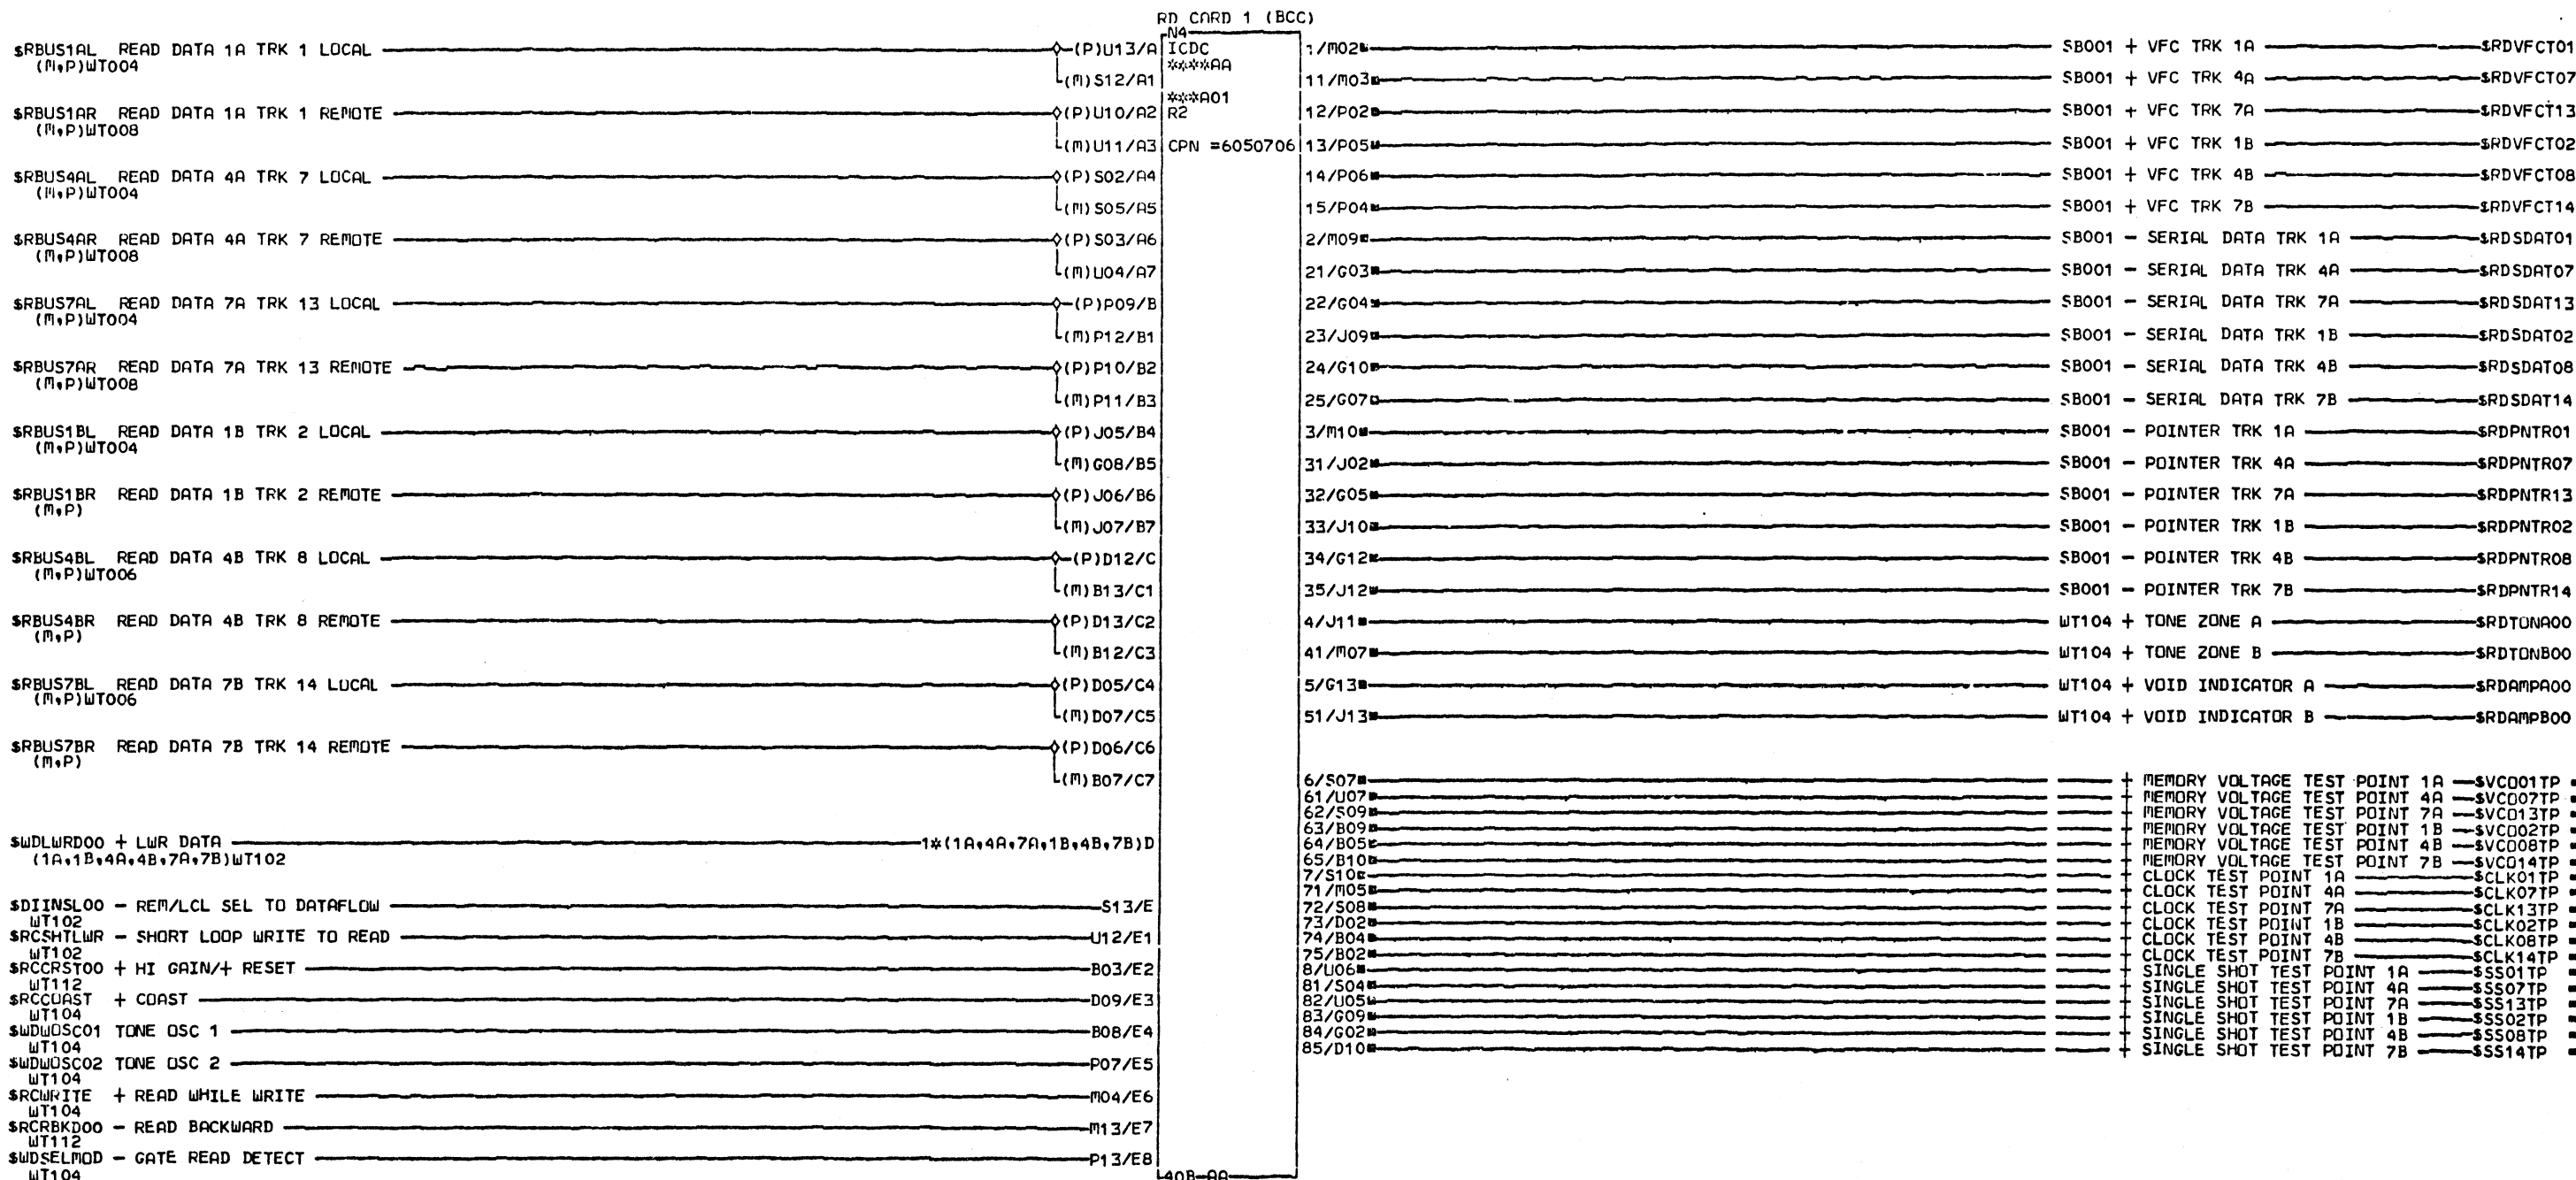 RD CARD 1 (BCC)
N4
ICDC
****AA
***A01
R2
CPN =6050706
40B-AA
$RBUS1AL READ DATA 1A TRK 1 LOCAL (P)U13/A
(M,P)WT004
(M)S12/A1
$RBUS1AR READ DATA 1A TRK 1 REMOTE (P)U10/A2
(M,P)WT008
(M)U11/A3
$RBUS4AL READ DATA 4A TRK 7 LOCAL (P)S02/A4
(M,P)WT004
(M)S05/A5
$RBUS4AR READ DATA 4A TRK 7 REMOTE (P)S03/A6
(M,P)WT008
(M)U04/A7
$RBUS7AL READ DATA 7A TRK 13 LOCAL (P)P09/B
(M,P)WT004
(M)P12/B1
$RBUS7AR READ DATA 7A TRK 13 REMOTE (P)P10/B2
(M,P)WT008
(M)P11/B3
$RBUS1BL READ DATA 1B TRK 2 LOCAL (P)J05/B4
(M,P)WT004
(M)G08/B5
$RBUS1BR READ DATA 1B TRK 2 REMOTE (P)J06/B6
(M,P)
(M)J07/B7
$RBUS4BL READ DATA 4B TRK 8 LOCAL (P)D12/C
(M,P)WT006
(M)B13/C1
$RBUS4BR READ DATA 4B TRK 8 REMOTE (P)D13/C2
(M,P)
(M)B12/C3
$RBUS7BL READ DATA 7B TRK 14 LOCAL (P)D05/C4
(M,P)WT006
(M)D07/C5
$RBUS7BR READ DATA 7B TRK 14 REMOTE (P)D06/C6
(M,P)
(M)B07/C7
$WDLWRD00 + LWR DATA 1*(1A,4A,7A,1B,4B,7B)D
(1A,1B,4A,4B,7A,7B)WT102
$DIINSL00 - REM/LCL SEL TO DATAFLOW S13/E
WT102
$RCSHTLWR - SHORT LOOP WRITE TO READ U12/E1
WT102
$RCCRST00 + HI GAIN/+ RESET B03/E2
WT112
$RCCOAST + COAST D09/E3
WT104
$WDWOSC01 TONE OSC 1 B08/E4
WT104
$WDWOSC02 TONE OSC 2 P07/E5
WT104
$RCWRITE + READ WHILE WRITE M04/E6
WT104
$RCRBKD00 - READ BACKWARD M13/E7
WT112
$WDSELMOD - GATE READ DETECT P13/E8
WT104
1/M02 SB001 + VFC TRK 1A $RDVFCT01
11/M03 SB001 + VFC TRK 4A $RDVFCT07
12/P02 SB001 + VFC TRK 7A $RDVFCT13
13/P05 SB001 + VFC TRK 1B $RDVFCT02
14/P06 SB001 + VFC TRK 4B $RDVFCT08
15/P04 SB001 + VFC TRK 7B $RDVFCT14
2/M09 SB001 - SERIAL DATA TRK 1A $RDSDAT01
21/G03 SB001 - SERIAL DATA TRK 4A $RDSDAT07
22/G04 SB001 - SERIAL DATA TRK 7A $RDSDAT13
23/J09 SB001 - SERIAL DATA TRK 1B $RDSDAT02
24/G10 SB001 - SERIAL DATA TRK 4B $RDSDAT08
25/G07 SB001 - SERIAL DATA TRK 7B $RDSDAT14
3/M10 SB001 - POINTER TRK 1A $RDPNTR01
31/J02 SB001 - POINTER TRK 4A $RDPNTR07
32/G05 SB001 - POINTER TRK 7A $RDPNTR13
33/J10 SB001 - POINTER TRK 1B $RDPNTR02
34/G12 SB001 - POINTER TRK 4B $RDPNTR08
35/J12 SB001 - POINTER TRK 7B $RDPNTR14
4/J11 WT104 + TONE ZONE A $RDTONA00
41/M07 WT104 + TONE ZONE B $RDTONB00
5/G13 WT104 + VOID INDICATOR A $RDAMPA00
51/J13 WT104 + VOID INDICATOR B $RDAMPB00
6/S07 + MEMORY VOLTAGE TEST POINT 1A $VCO01TP
61/U07 + MEMORY VOLTAGE TEST POINT 4A $VCO07TP
62/S09 + MEMORY VOLTAGE TEST POINT 7A $VCO13TP
63/B09 + MEMORY VOLTAGE TEST POINT 1B $VCO02TP
64/B05 + MEMORY VOLTAGE TEST POINT 4B $VCO08TP
65/B10 + MEMORY VOLTAGE TEST POINT 7B $VCO14TP
7/S10 + CLOCK TEST POINT 1A $CLK01TP
71/M05 + CLOCK TEST POINT 4A $CLK07TP
72/S08 + CLOCK TEST POINT 7A $CLK13TP
73/D02 + CLOCK TEST POINT 1B $CLK02TP
74/B04 + CLOCK TEST POINT 4B $CLK08TP
75/B02 + CLOCK TEST POINT 7B $CLK14TP
8/U06 + SINGLE SHOT TEST POINT 1A $SS01TP
81/S04 + SINGLE SHOT TEST POINT 4A $SS07TP
82/U05 + SINGLE SHOT TEST POINT 7A $SS13TP
83/G09 + SINGLE SHOT TEST POINT 1B $SS02TP
84/G02 + SINGLE SHOT TEST POINT 4B $SS08TP
85/D10 + SINGLE SHOT TEST POINT 7B $SS14TP